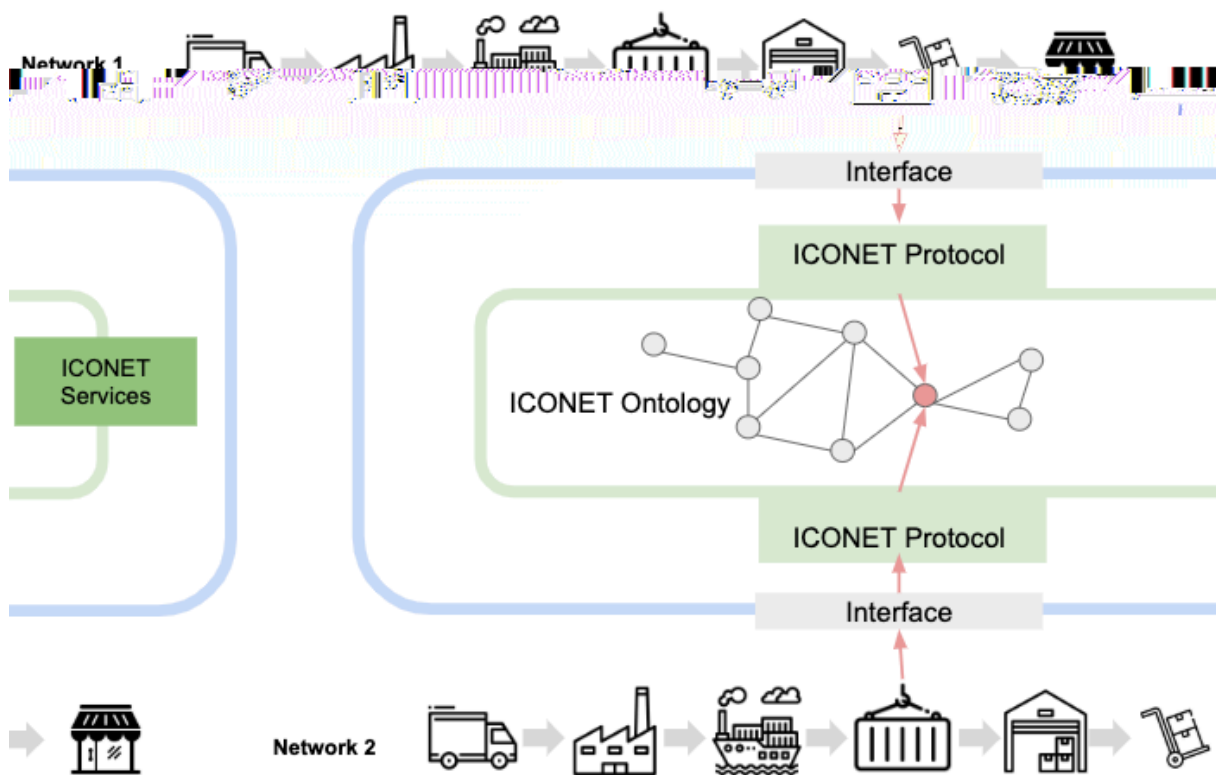 Network 1
Interface
ICONET Protocol
ICONET
Services
ICONET Ontology
ICONET Protocol
Interface
Network 2